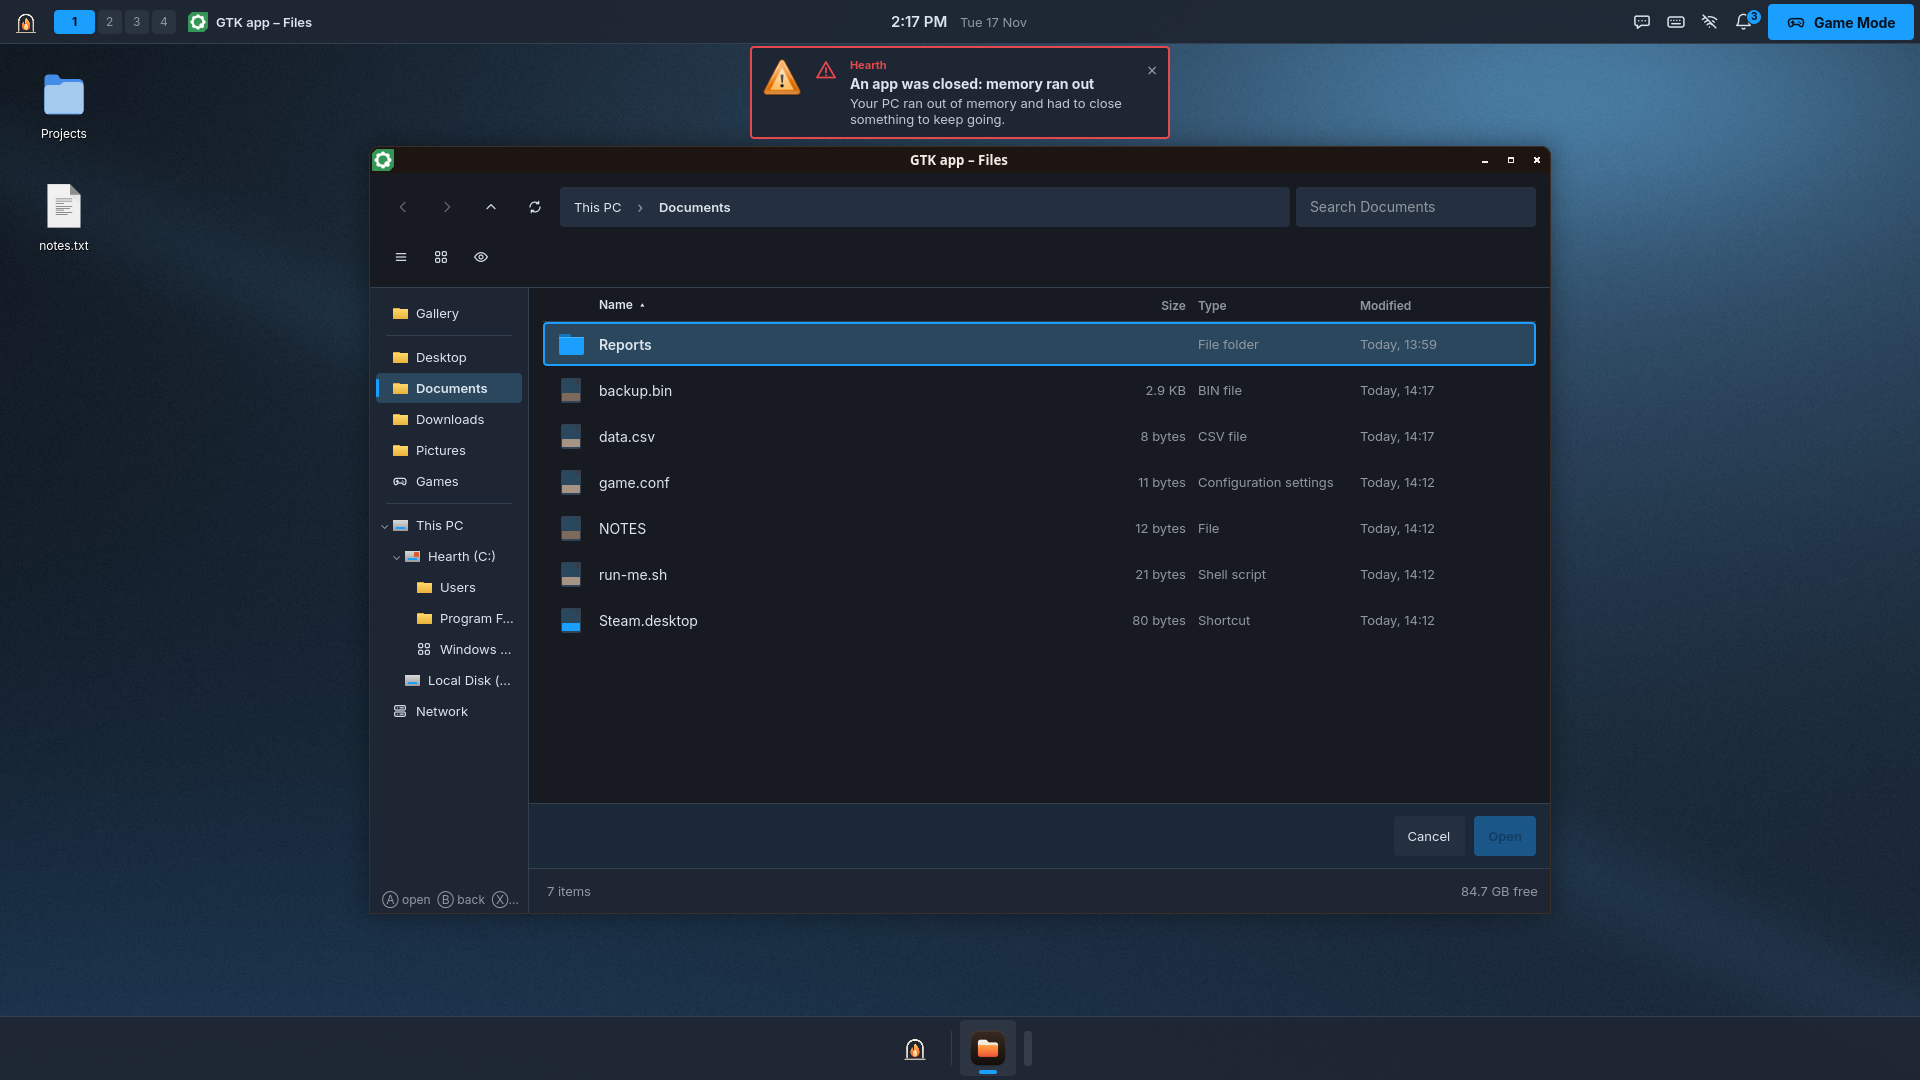 1 2 3 4 GTK app – Files 2:17 PM Tue 17 Nov 3 Game Mode
Projects
notes.txt
Hearth
An app was closed: memory ran out
Your PC ran out of memory and had to close
something to keep going.
GTK app – Files
This PC › Documents Search Documents
Gallery
Desktop
Documents
Downloads
Pictures
Games
This PC
Hearth (C:)
Users
Program F...
Windows ...
Local Disk (...
Network
A open B back X...
Name Size Type Modified
Reports File folder Today, 13:59
backup.bin 2.9 KB BIN file Today, 14:17
data.csv 8 bytes CSV file Today, 14:17
game.conf 11 bytes Configuration settings Today, 14:12
NOTES 12 bytes File Today, 14:12
run-me.sh 21 bytes Shell script Today, 14:12
Steam.desktop 80 bytes Shortcut Today, 14:12
Cancel Open
7 items 84.7 GB free